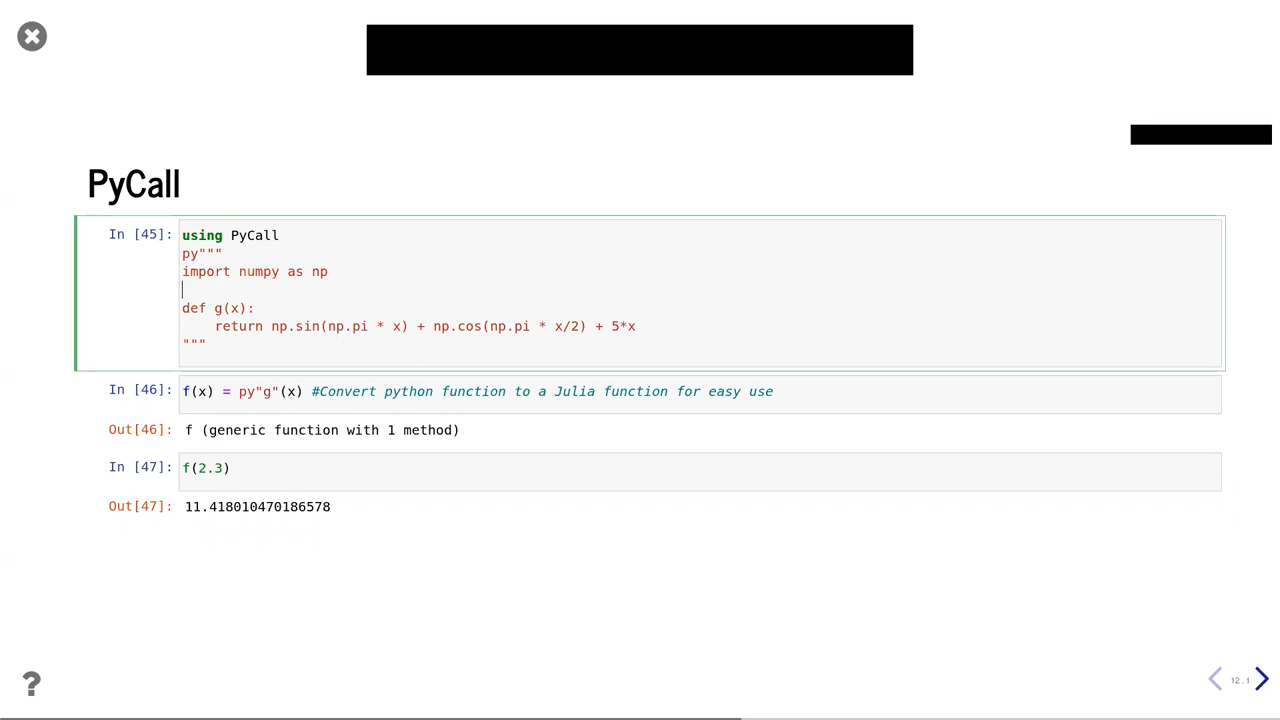 PyCall
In [45]: using PyCall
py"""
import numpy as np
def g(x):
    return np.sin(np.pi * x) + np.cos(np.pi * x/2) + 5*x
"""
In [46]: f(x) = py"g"(x) #Convert python function to a Julia function for easy use
Out[46]: f (generic function with 1 method)
In [47]: f(2.3)
Out[47]: 11.418010470186578
?
12.1